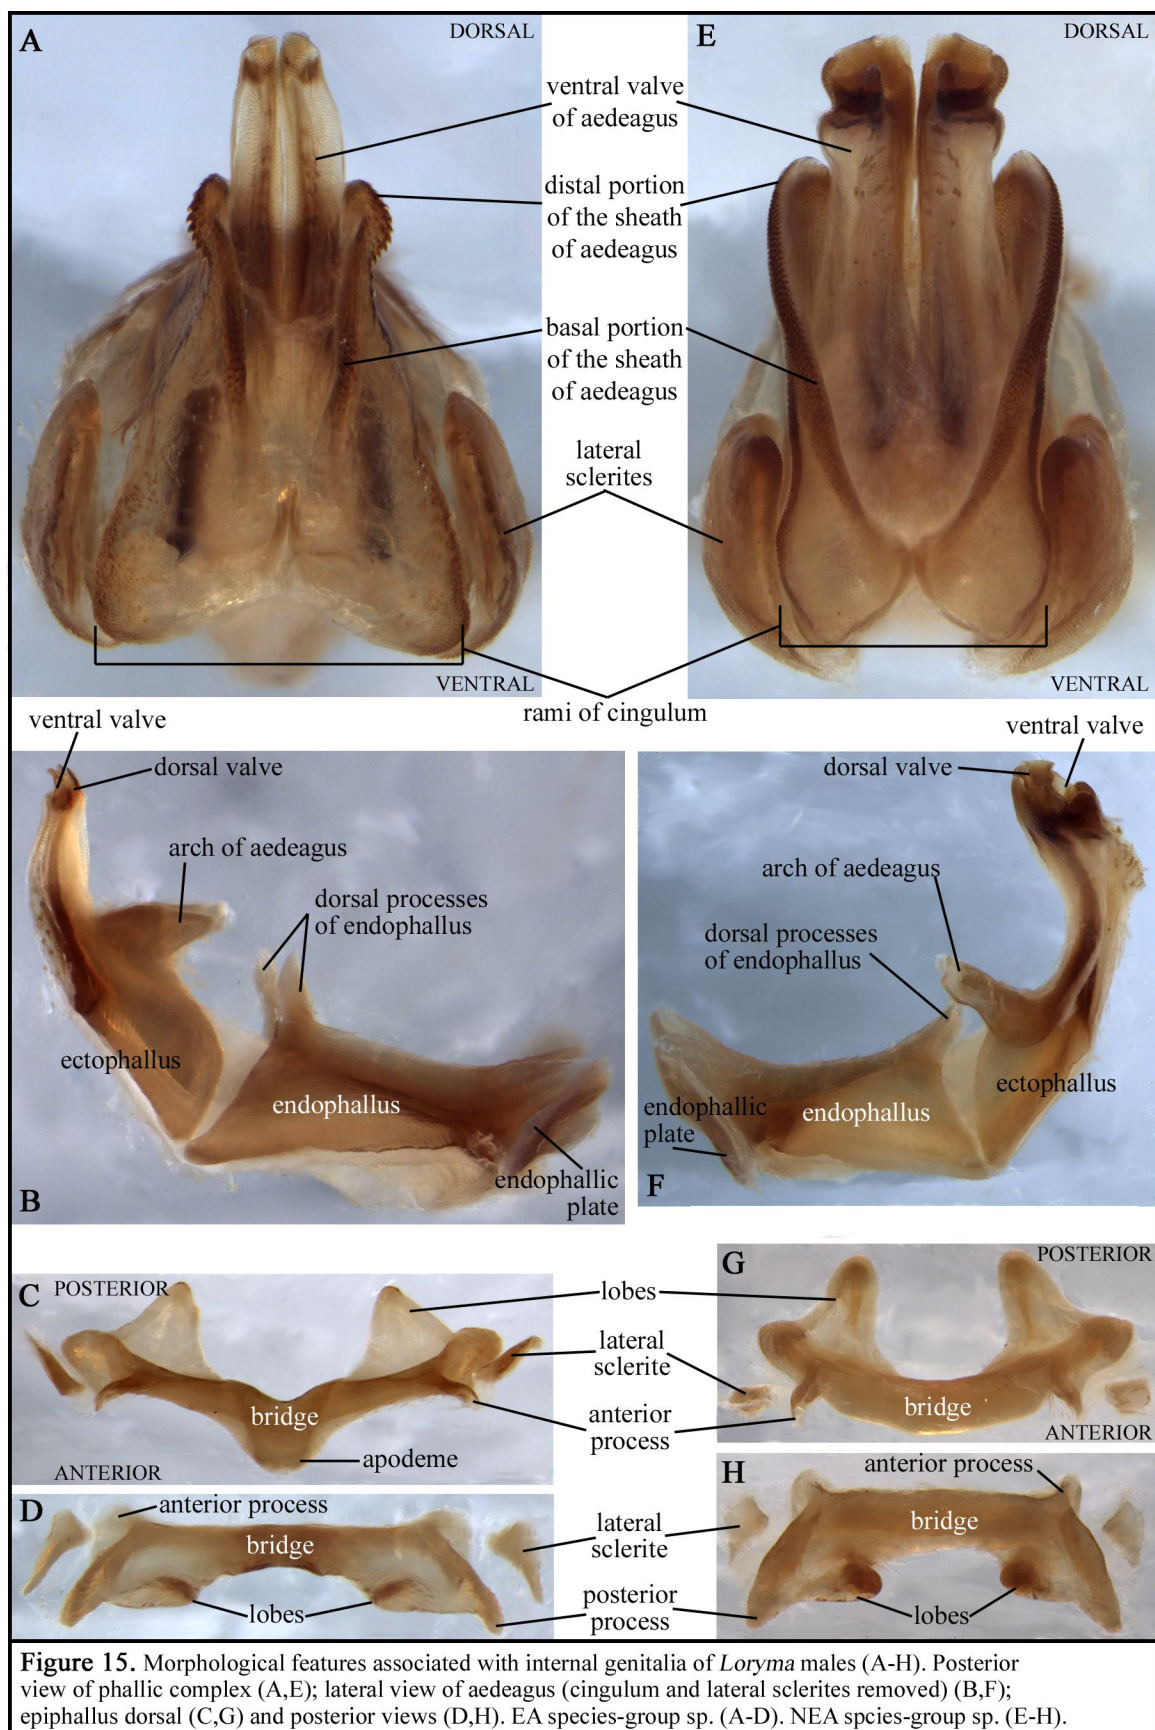 A
DORSAL
E
DORSAL
ventral valve
of aedeagus
distal portion
of the sheath
of aedeagus
basal portion
of the sheath
of aedeagus
lateral
sclerites
VENTRAL
VENTRAL
rami of cingulum
ventral valve
dorsal valve
arch of aedeagus
dorsal processes
of endophallus
ectophallus
endophallus
endophallic
plate
B
ventral valve
dorsal valve
arch of aedeagus
dorsal processes
of endophallus
ectophallus
endophallic
plate
endophallus
F
C
POSTERIOR
bridge
apodeme
ANTERIOR
lobes
lateral
sclerite
anterior
process
G
POSTERIOR
bridge
ANTERIOR
D
anterior process
bridge
lobes
lateral
sclerite
posterior
process
H
anterior process
bridge
lobes
Figure 15. Morphological features associated with internal genitalia of Loryma males (A-H). Posterior
view of phallic complex (A,E); lateral view of aedeagus (cingulum and lateral sclerites removed) (B,F);
epiphallus dorsal (C,G) and posterior views (D,H). EA species-group sp. (A-D). NEA spcies-group sp. (E-H).